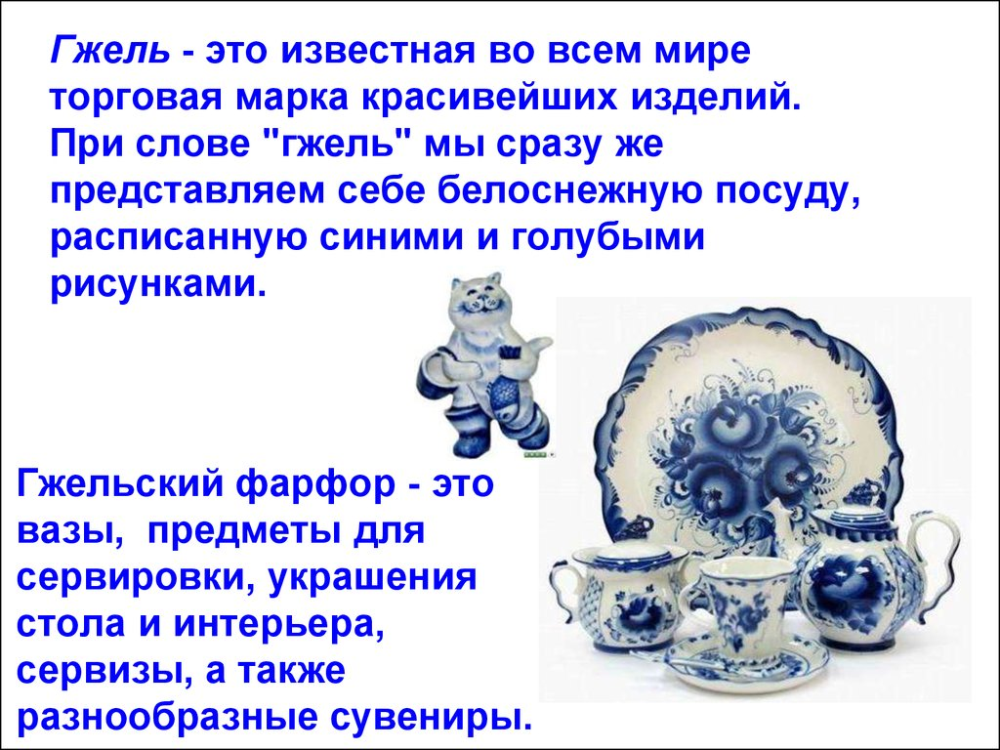 Гжель - это известная во всем мире
торговая марка красивейших изделий.
При слове "гжель" мы сразу же
представляем себе белоснежную посуду,
расписанную синими и голубыми
рисунками.
Гжельский фарфор - это
вазы,  предметы для
сервировки, украшения
стола и интерьера,
сервизы, а также
разнообразные сувениры.